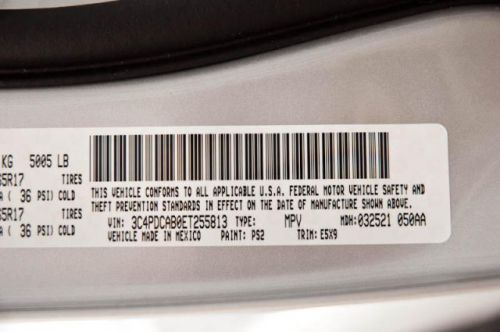 KG 5005 LB
65R17 TIRES
( 36 PSI) COLD
65R17 TIRES
( 36 PSI) COLD
THIS VEHICLE CONFORMS TO ALL APPLICABLE U.S.A. FEDERAL MOTOR VEHICLE SAFETY AND
THEFT PREVENTION STANDARDS IN EFFECT ON THE DATE OF MANUFACTURE SHOWN ABOVE.
VIN: 3C4PDCAB0ET255813 TYPE: MPV MDH:032521 050AA
VEHICLE MADE IN MEXICO PAINT: PS2 TRIM: E5X9